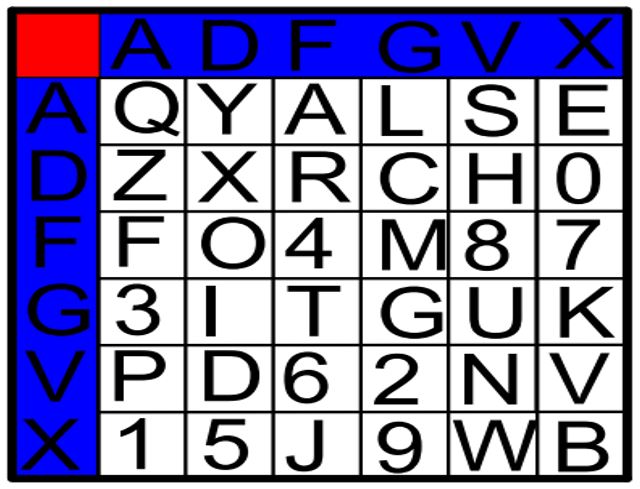 A D F G V X
A Q Y A L S E
D Z X R C H 0
F F O 4 M 8 7
G 3 I T G U K
V P D 6 2 N V
X 1 5 J 9 W B